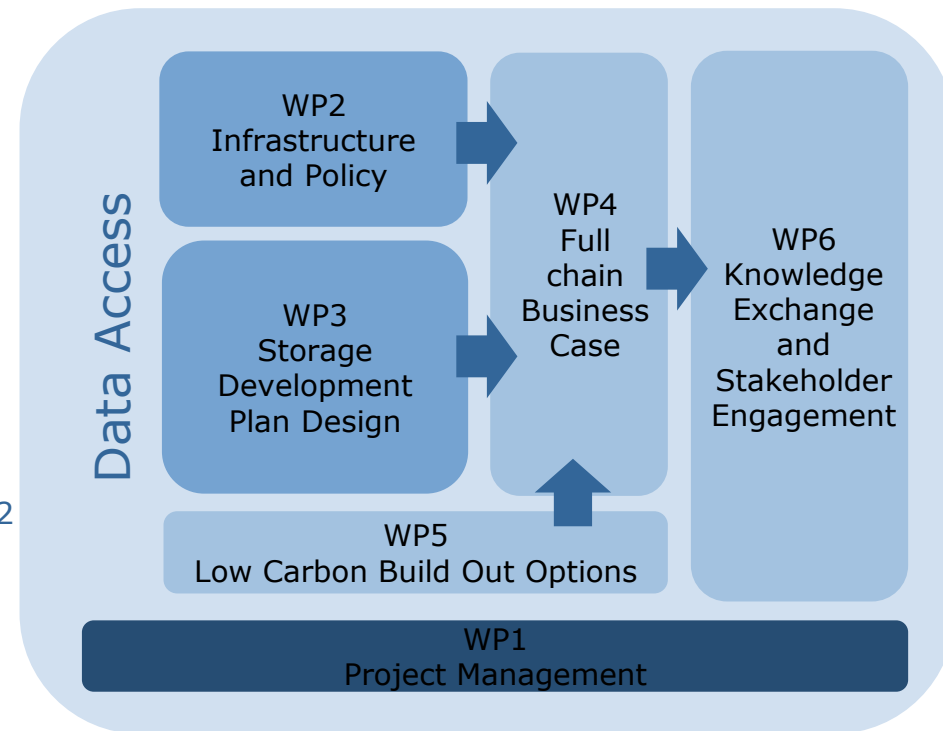 Data Access
WP2
Infrastructure
and Policy
WP3
Storage
Development
Plan Design
WP4
Full
chain
Business
Case
WP6
Knowledge
Exchange
and
Stakeholder
Engagement
2
WP5
Low Carbon Build Out Options
WP1
Project Management